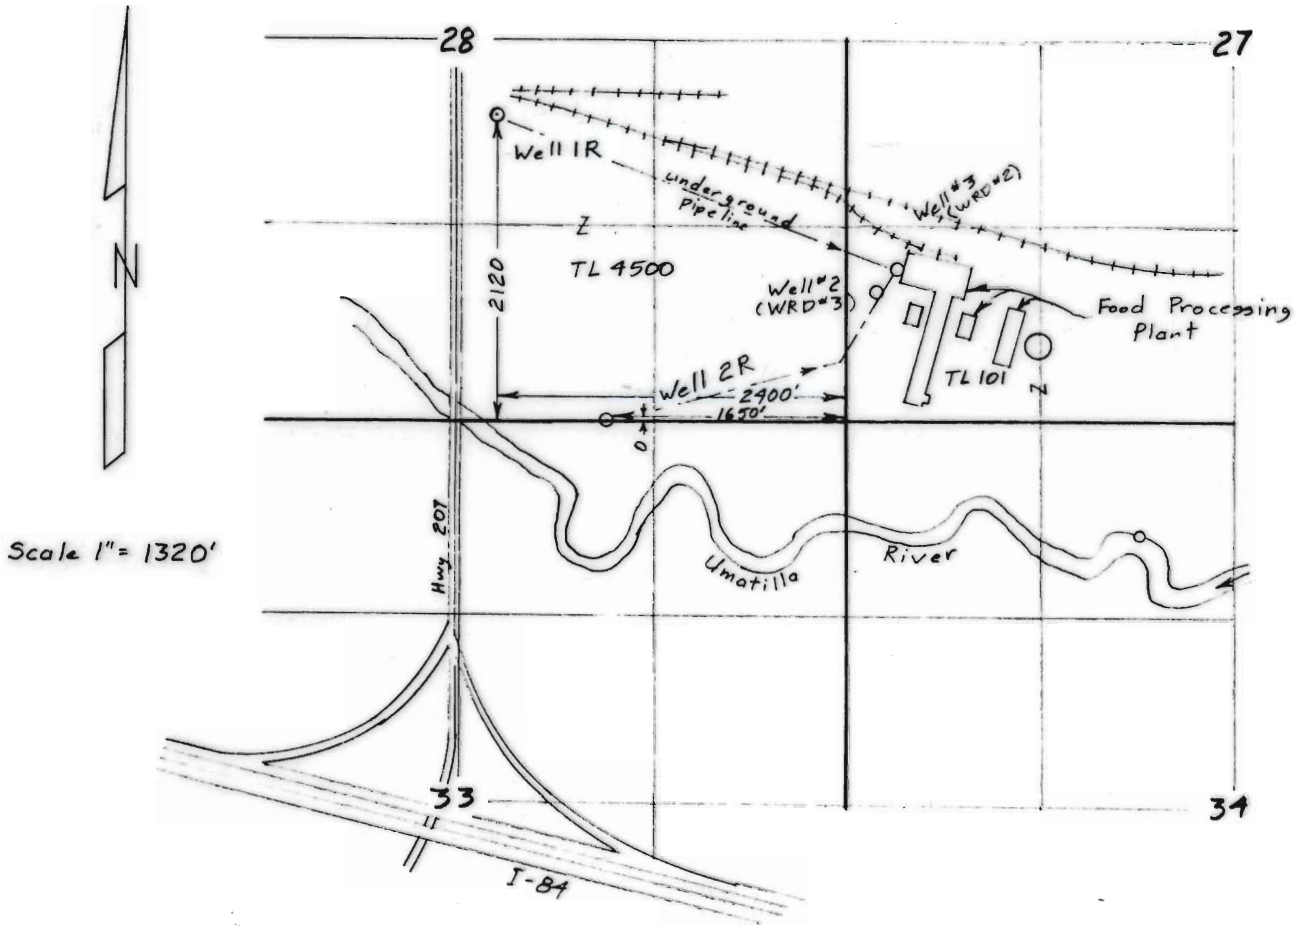 28
27
Well 1R
underground
Pipeline
Well #3
(WRD #2)
Z
TL 4500
2120
N
Well #2
(WRD #3)
Food Processing
Plant
Well 2R
TL 101
2400'
Z
1650'
0
Hwy 207
Scale 1" = 1320'
Umatilla
River
33
34
I-84